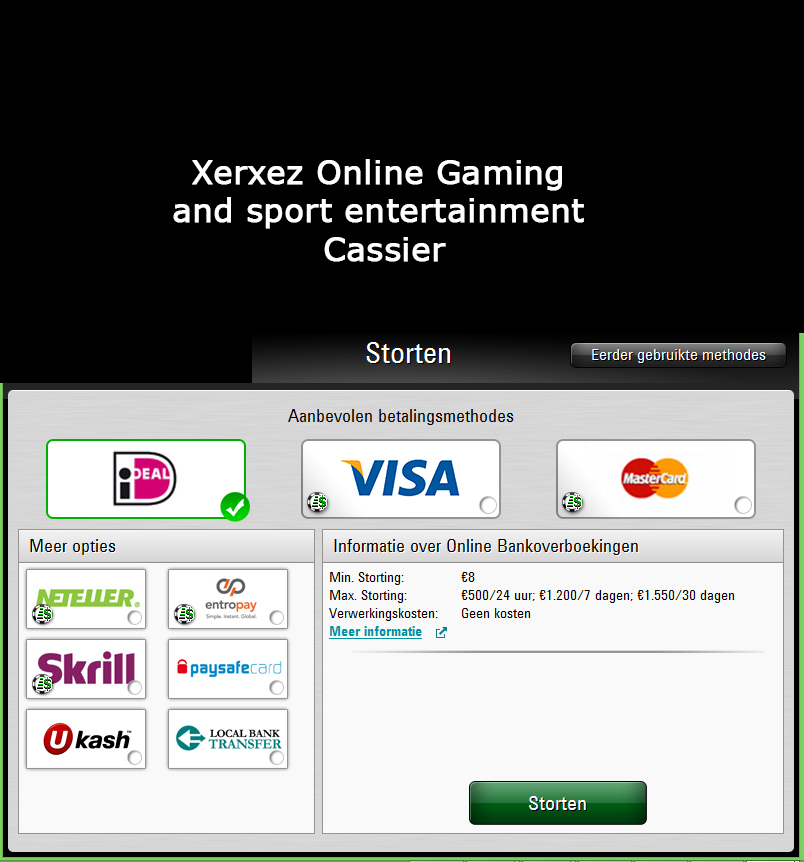 Xerxez Online Gaming
and sport entertainment
Cassier
Storten
Eerder gebruikte methodes
Aanbevolen betalingsmethodes
iDEAL
VISA
MasterCard
Meer opties
NETELLER.
entropay
Simple. Instant. Global.
Skrill
paysafecard
Ukash™
LOCAL BANK
TRANSFER
Informatie over Online Bankoverboekingen
Min. Storting: €8
Max. Storting: €500/24 uur; €1.200/7 dagen; €1.550/30 dagen
Verwerkingskosten: Geen kosten
Meer informatie
Storten